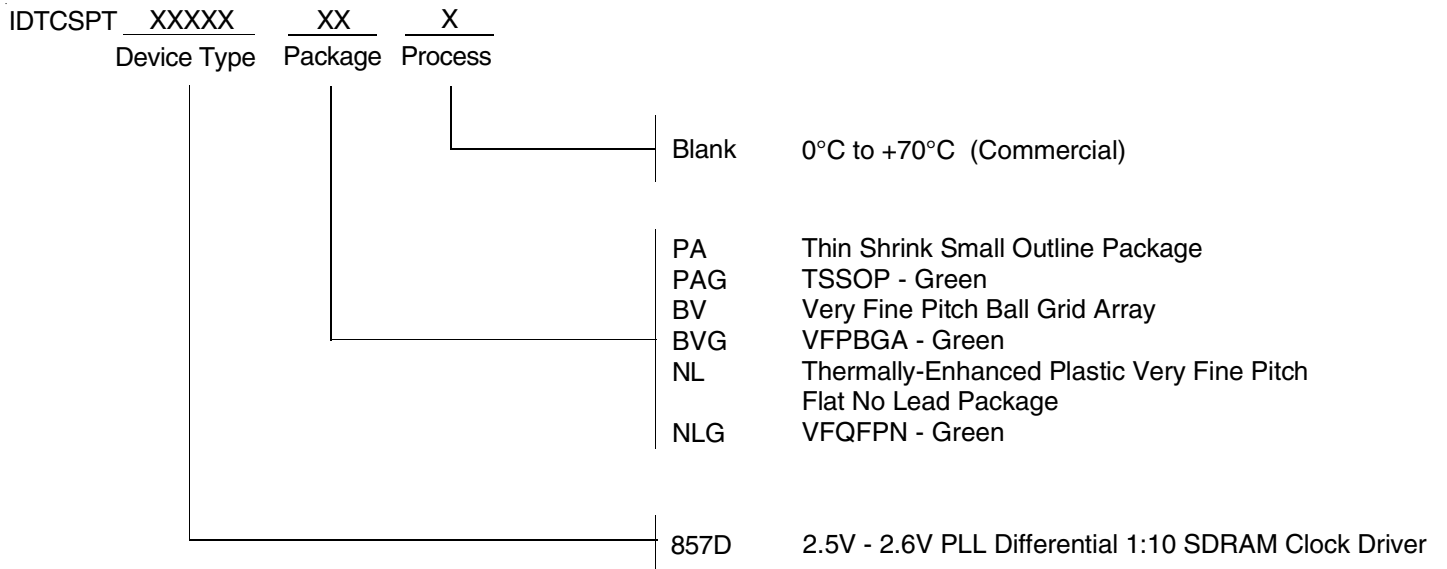 IDTCSPT XXXXX XX X
Device Type Package Process
Blank 0°C to +70°C (Commercial)
PA Thin Shrink Small Outline Package
PAG TSSOP - Green
BV Very Fine Pitch Ball Grid Array
BVG VFPBGA - Green
NL Thermally-Enhanced Plastic Very Fine Pitch
Flat No Lead Package
NLG VFQFPN - Green
857D 2.5V - 2.6V PLL Differential 1:10 SDRAM Clock Driver